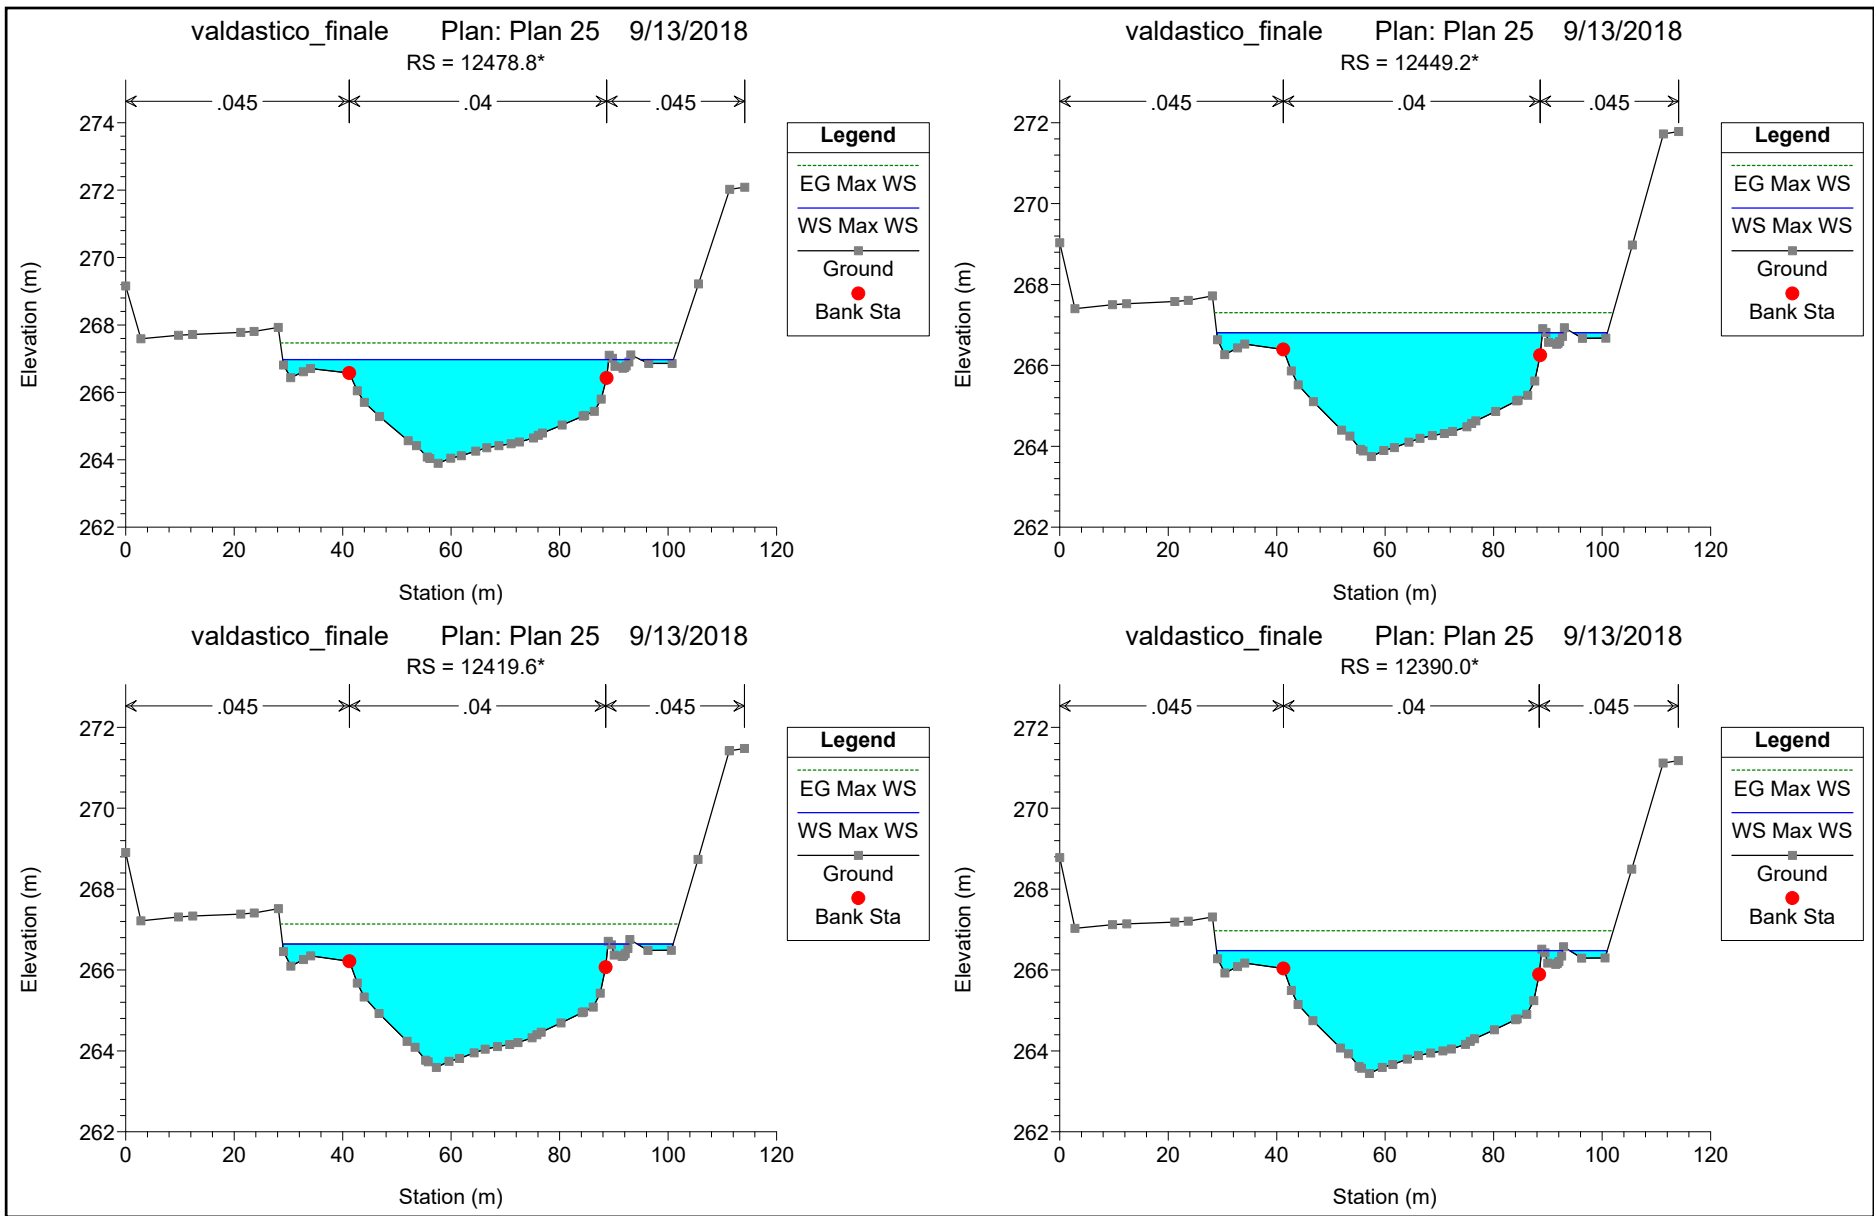 valdastico_finale Plan: Plan 25 9/13/2018
RS = 12478.8*
.045 .04 .045
274
272
270
268
266
264
262
0 20 40 60 80 100 120
Elevation (m)
Station (m)
Legend
EG Max WS
WS Max WS
Ground
Bank Sta
valdastico_finale Plan: Plan 25 9/13/2018
RS = 12449.2*
.045 .04 .045
272
270
268
266
264
262
0 20 40 60 80 100 120
Elevation (m)
Station (m)
Legend
EG Max WS
WS Max WS
Ground
Bank Sta
valdastico_finale Plan: Plan 25 9/13/2018
RS = 12419.6*
.045 .04 .045
272
270
268
266
264
262
0 20 40 60 80 100 120
Elevation (m)
Station (m)
Legend
EG Max WS
WS Max WS
Ground
Bank Sta
valdastico_finale Plan: Plan 25 9/13/2018
RS = 12390.0*
.045 .04 .045
272
270
268
266
264
262
0 20 40 60 80 100 120
Elevation (m)
Station (m)
Legend
EG Max WS
WS Max WS
Ground
Bank Sta